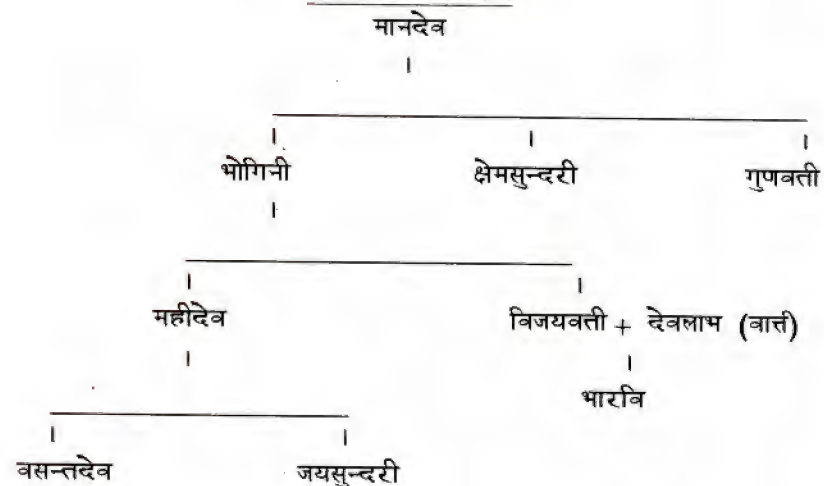 मानदेव
भोगिनी क्षेमसुन्दरी गुणवती
महीदेव विजयवती + देवलाभ (वार्त्त)
भारवि
वसन्तदेव जयसुन्दरी